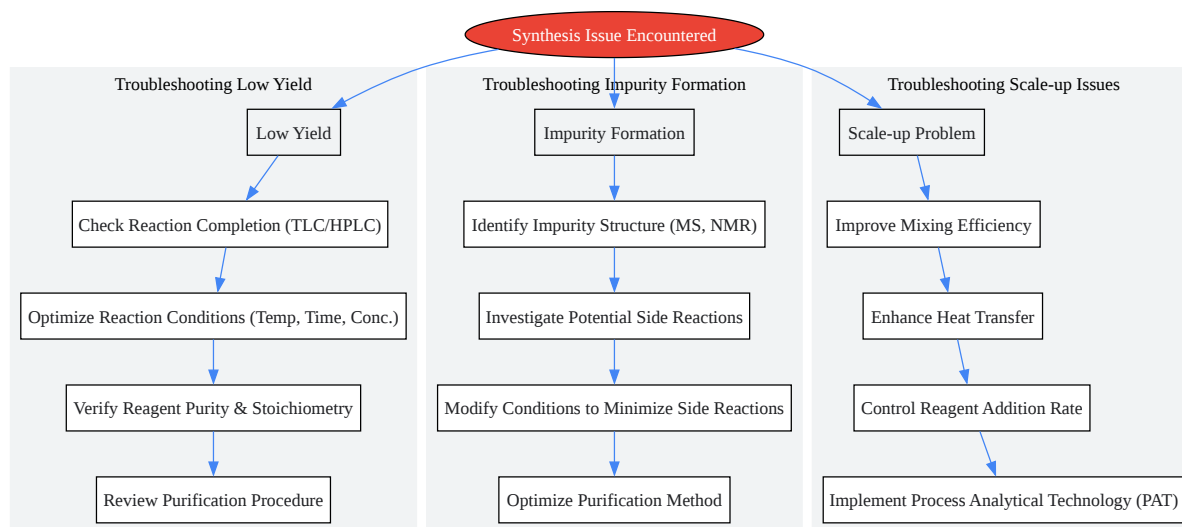 Synthesis Issue Encountered
Troubleshooting Low Yield
Troubleshooting Impurity Formation
Troubleshooting Scale-up Issues
Low Yield
Impurity Formation
Scale-up Problem
Check Reaction Completion (TLC/HPLC)
Identify Impurity Structure (MS, NMR)
Improve Mixing Efficiency
Optimize Reaction Conditions (Temp, Time, Conc.)
Investigate Potential Side Reactions
Enhance Heat Transfer
Verify Reagent Purity & Stoichiometry
Modify Conditions to Minimize Side Reactions
Control Reagent Addition Rate
Review Purification Procedure
Optimize Purification Method
Implement Process Analytical Technology (PAT)